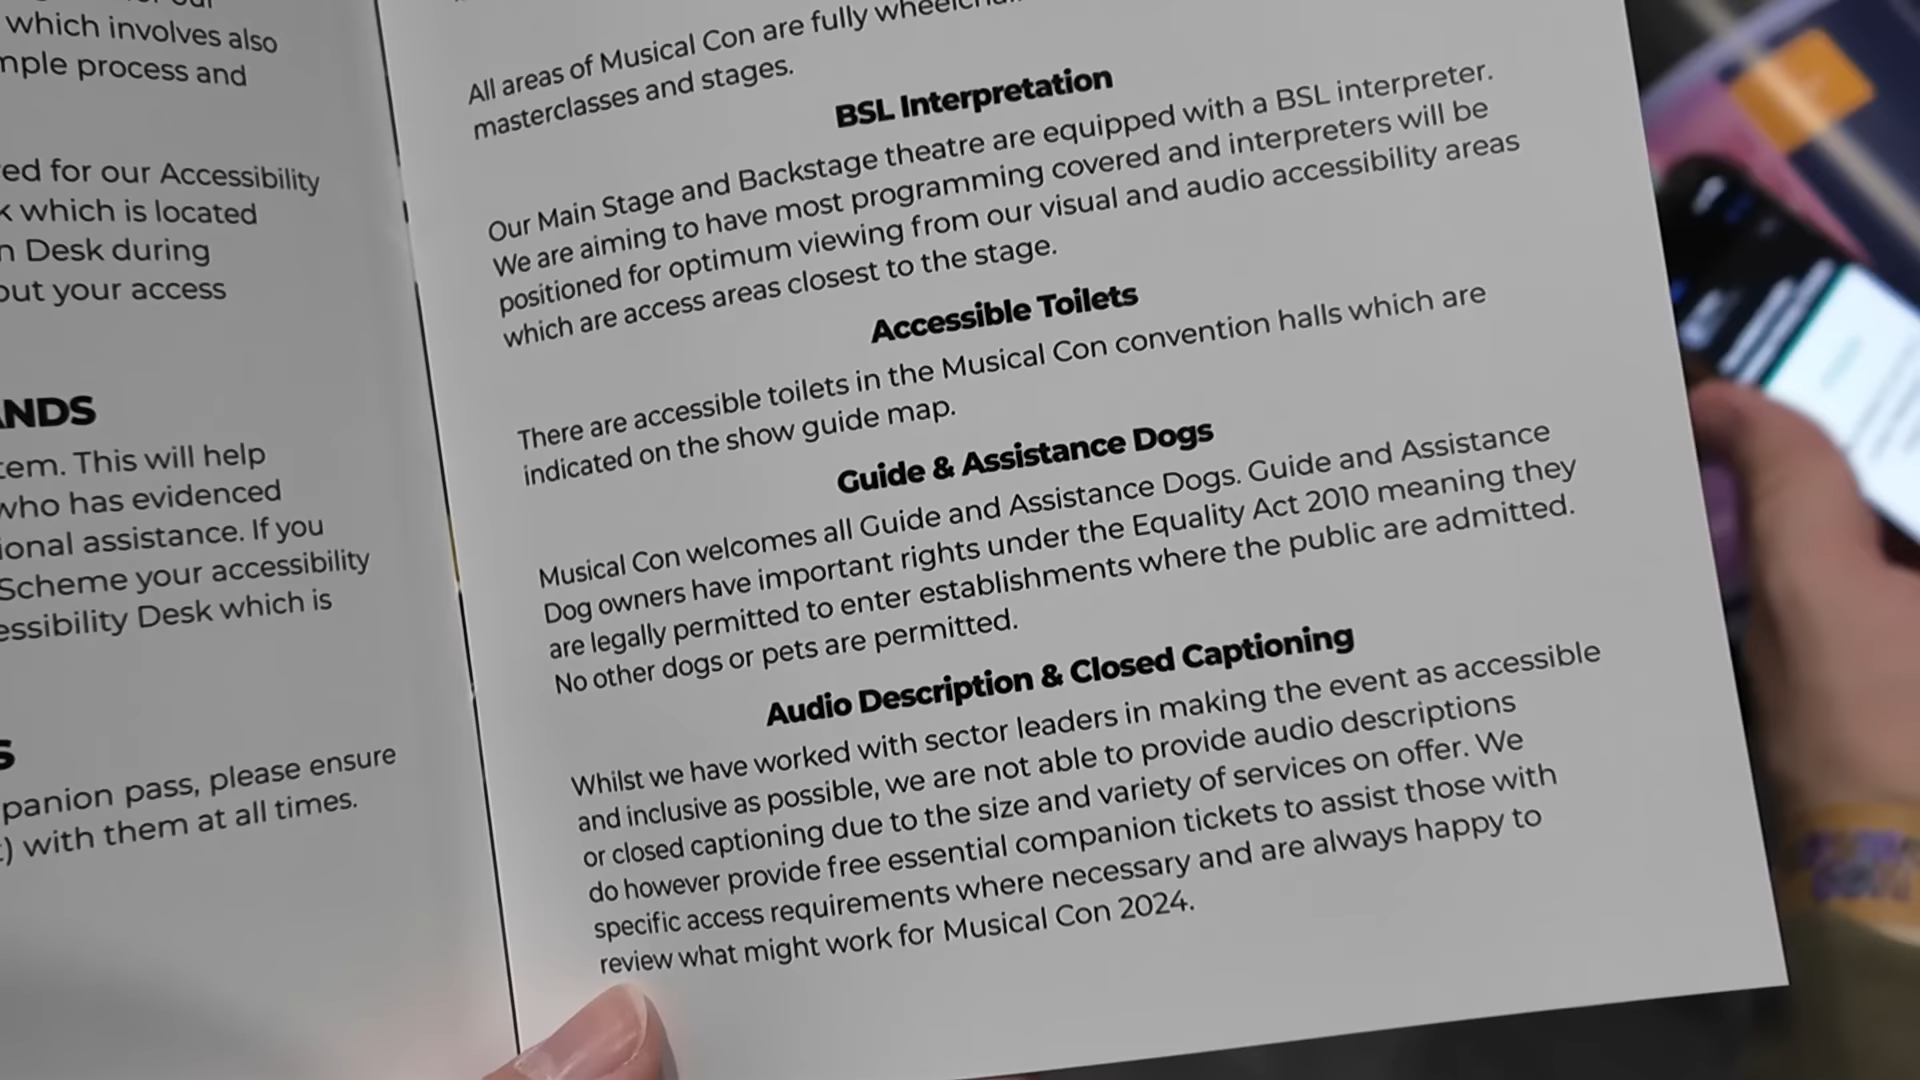 which involves also
process and
for our Accessibility
which is located
Desk during
your access
This will help
who has evidenced
assistance. If you
Scheme your accessibility
Desk which is
pass, please ensure
with them at all times.
All areas of Musical Con are fully
masterclasses and stages.
BSL Interpretation
Our Main Stage and Backstage theatre are equipped with a BSL interpreter.
We are aiming to have most programming covered and interpreters will be
positioned for optimum viewing from our visual and audio accessibility areas
which are access areas closest to the stage.
Accessible Toilets
There are accessible toilets in the Musical Con convention halls which are
indicated on the show guide map.
Guide & Assistance Dogs
Musical Con welcomes all Guide and Assistance Dogs. Guide and Assistance
Dog owners have important rights under the Equality Act 2010 meaning they
are legally permitted to enter establishments where the public are admitted.
No other dogs or pets are permitted.
Audio Description & Closed Captioning
Whilst we have worked with sector leaders in making the event as accessible
and inclusive as possible, we are not able to provide audio descriptions
or closed captioning due to the size and variety of services on offer. We
do however provide free essential companion tickets to assist those with
specific access requirements where necessary and are always happy to
review what might work for Musical Con 2024.